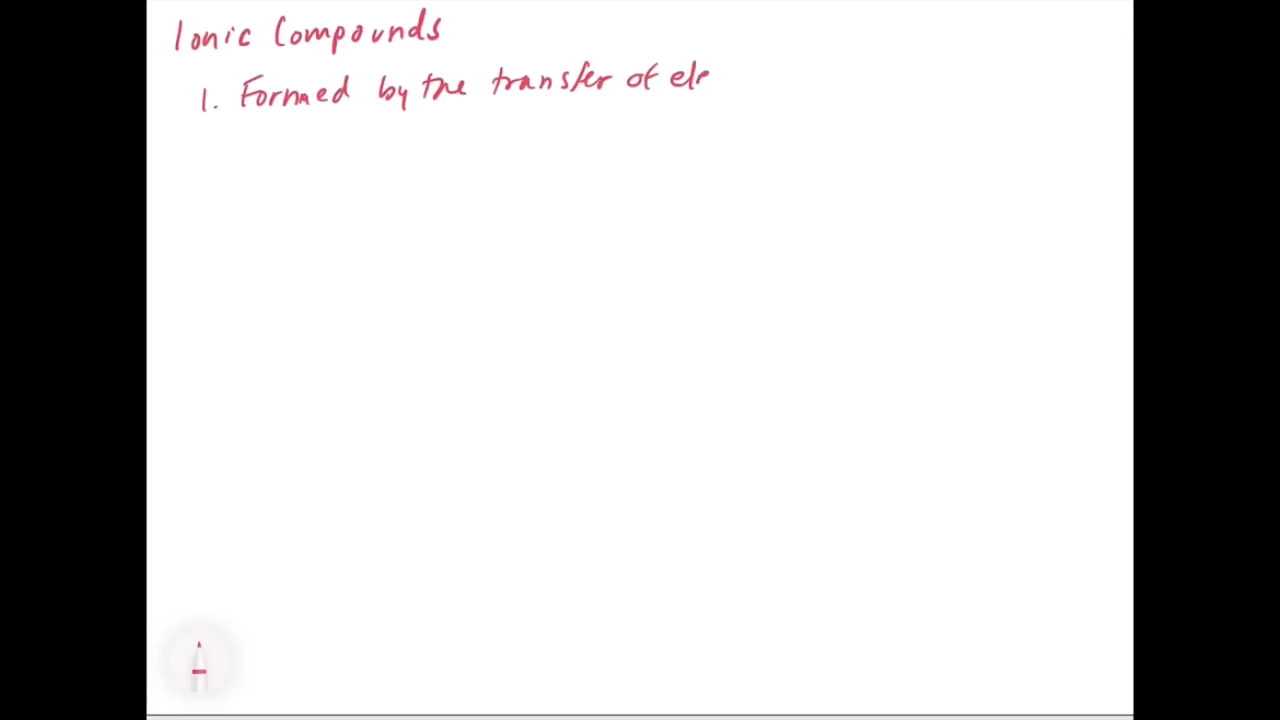 Ionic Compounds
1. Formed by the transfer of ele